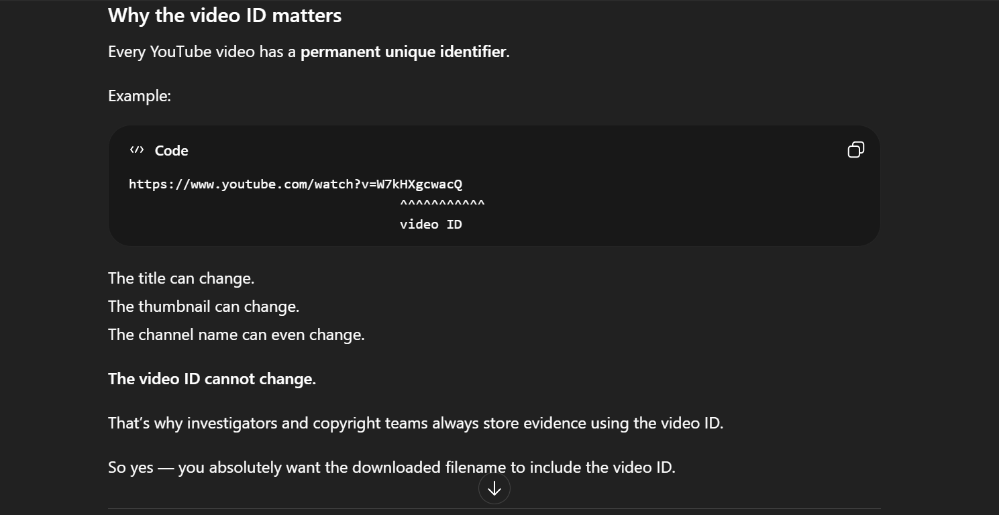 Why the video ID matters
Every YouTube video has a permanent unique identifier.
Example:
Code
https://www.youtube.com/watch?v=W7kHXgcwacQ
^^^^^^^^^^^
video ID
The title can change.
The thumbnail can change.
The channel name can even change.
The video ID cannot change.
That’s why investigators and copyright teams always store evidence using the video ID.
So yes — you absolutely want the downloaded filename to include the video ID.